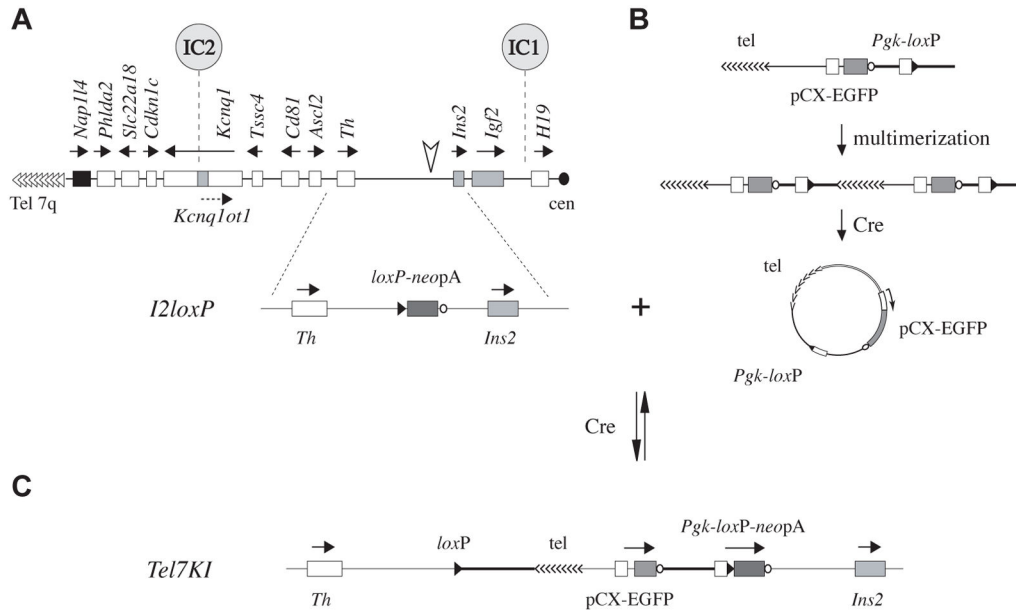 A
IC2
IC1
Nap1l4
Phlda2
Slc22a18
Cdkn1c
Kcnq1
Tssc4
Cd81
Ascl2
Th
Ins2
Igf2
H19
Tel 7q
Kcnq1ot1
cen
loxP-neopA
I2loxP
Th
Ins2
B
tel
Pgk-loxP
pCX-EGFP
multimerization
Cre
tel
pCX-EGFP
Pgk-loxP
+
Cre
C
Tel7KI
loxP
tel
Pgk-loxP-neopA
Th
pCX-EGFP
Ins2